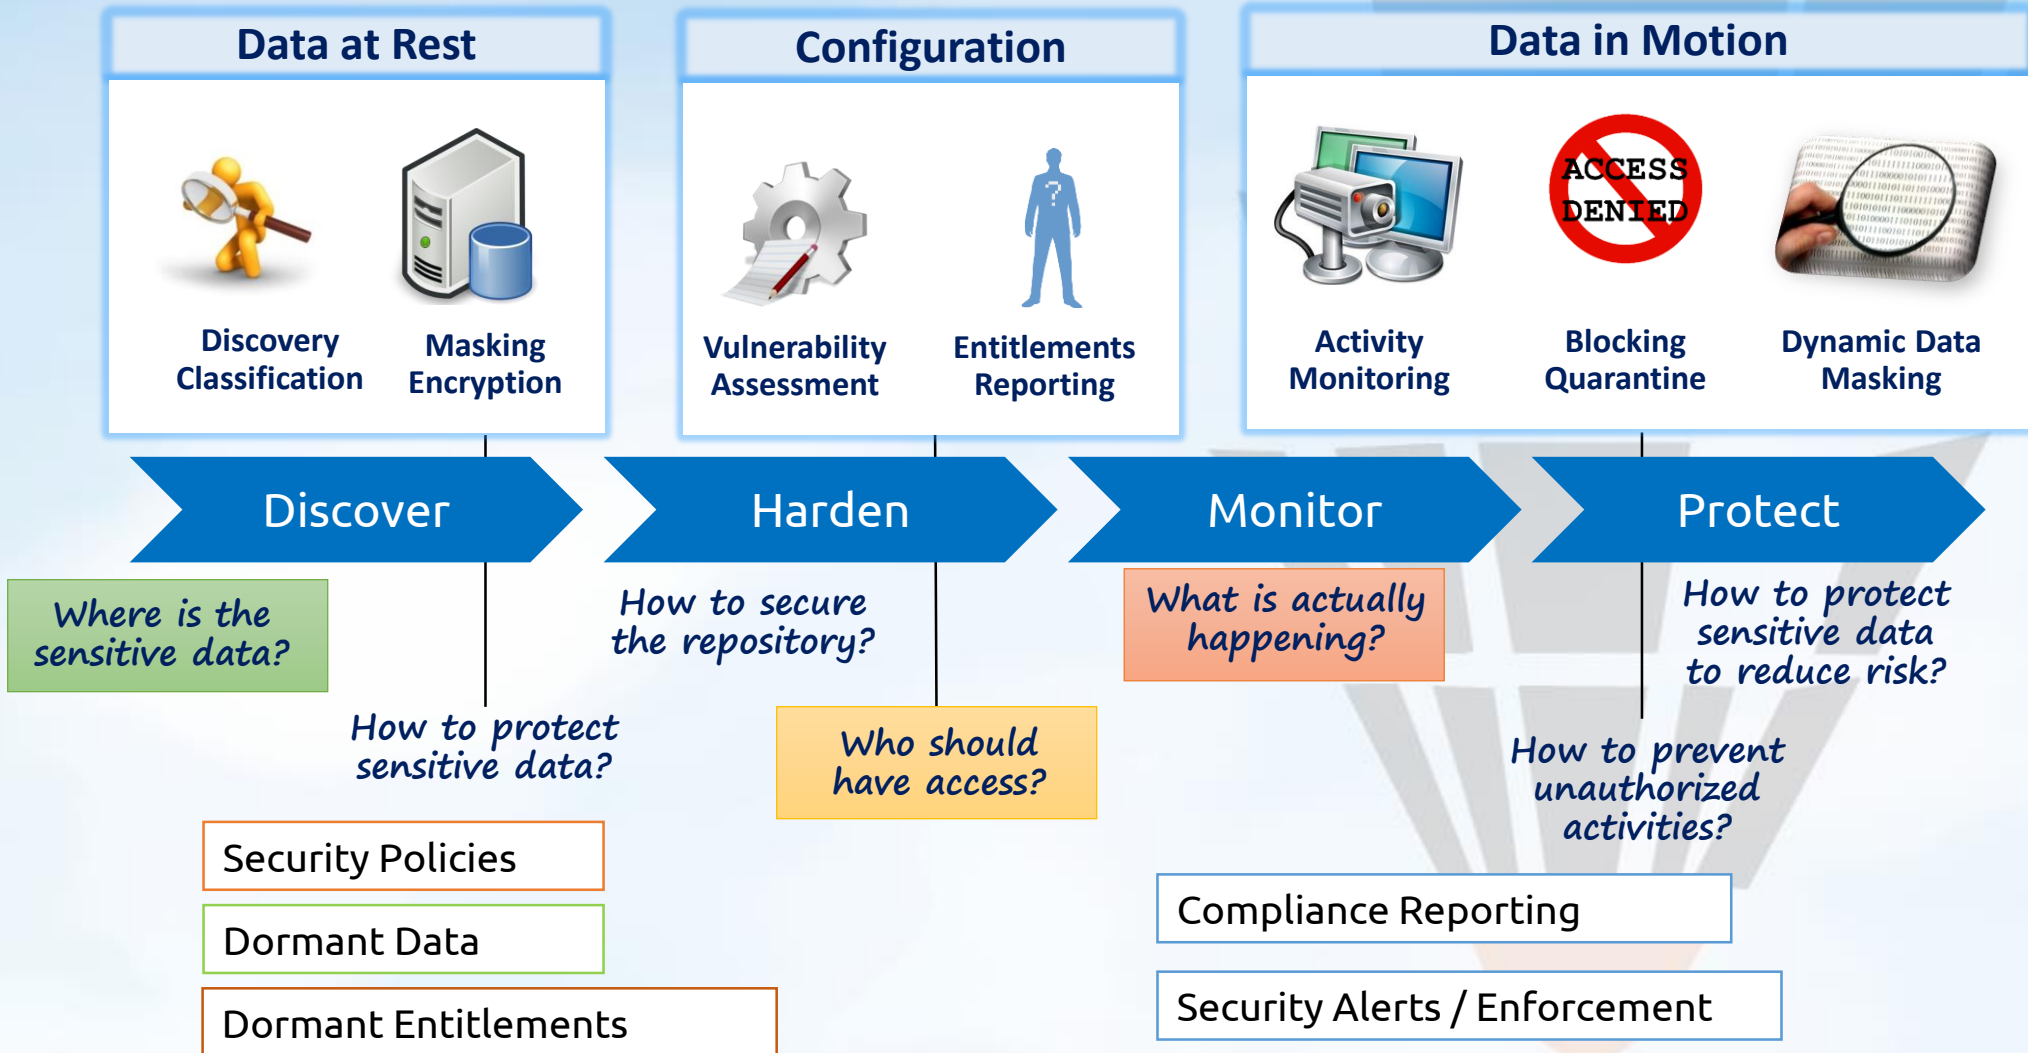 Data at Rest
Configuration
Data in Motion
ACCESS
DENIED
Discovery
Classification
Masking
Encryption
Vulnerability
Assessment
Entitlements
Reporting
Activity
Monitoring
Blocking
Quarantine
Dynamic Data
Masking
Discover
Harden
Monitor
Protect
Where is the
sensitive data?
How to protect
sensitive data?
How to secure
the repository?
Who should
have access?
What is actually
happening?
How to protect
sensitive data
to reduce risk?
How to prevent
unauthorized
activities?
Security Policies
Dormant Data
Dormant Entitlements
Compliance Reporting
Security Alerts / Enforcement